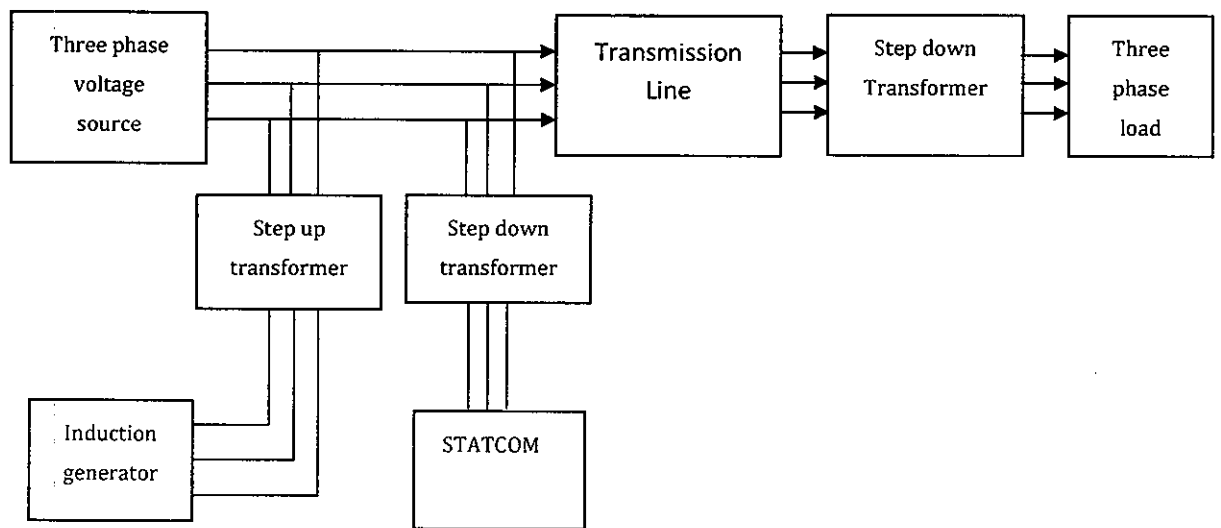 Three phase
voltage
source
Transmission
Line
Step down
Transformer
Three
phase
load
Step up
transformer
Step down
transformer
Induction
generator
STATCOM